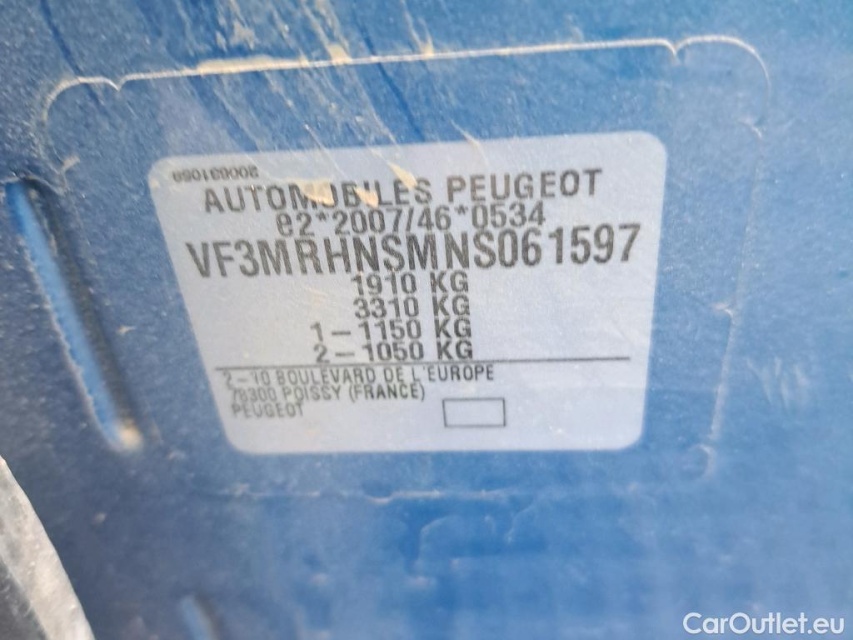 200631059
AUTOMOBILES PEUGEOT
e2*2007/46*0534
VF3MRHNSMNS061597
1910 KG
3310 KG
1-1150 KG
2-1050 KG
2-10 BOULEVARD DE L'EUROPE
78300 POISSY (FRANCE)
PEUGEOT
CarOutlet.eu